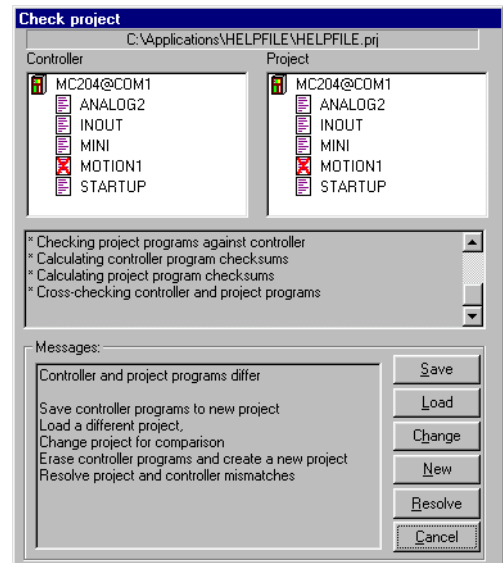 Check project
C:\Applications\HELPFILE\HELPFILE.prj
Controller
Project
MC204@COM1
ANALOG2
INOUT
MINI
MOTION1
STARTUP
MC204@COM1
ANALOG2
INOUT
MINI
MOTION1
STARTUP
* Checking project programs against controller
* Calculating controller program checksums
* Calculating project program checksums
* Cross-checking controller and project programs
Messages:
Controller and project programs differ
Save controller programs to new project
Load a different project,
Change project for comparison
Erase controller programs and create a new project
Resolve project and controller mismatches
Save
Load
Change
New
Resolve
Cancel